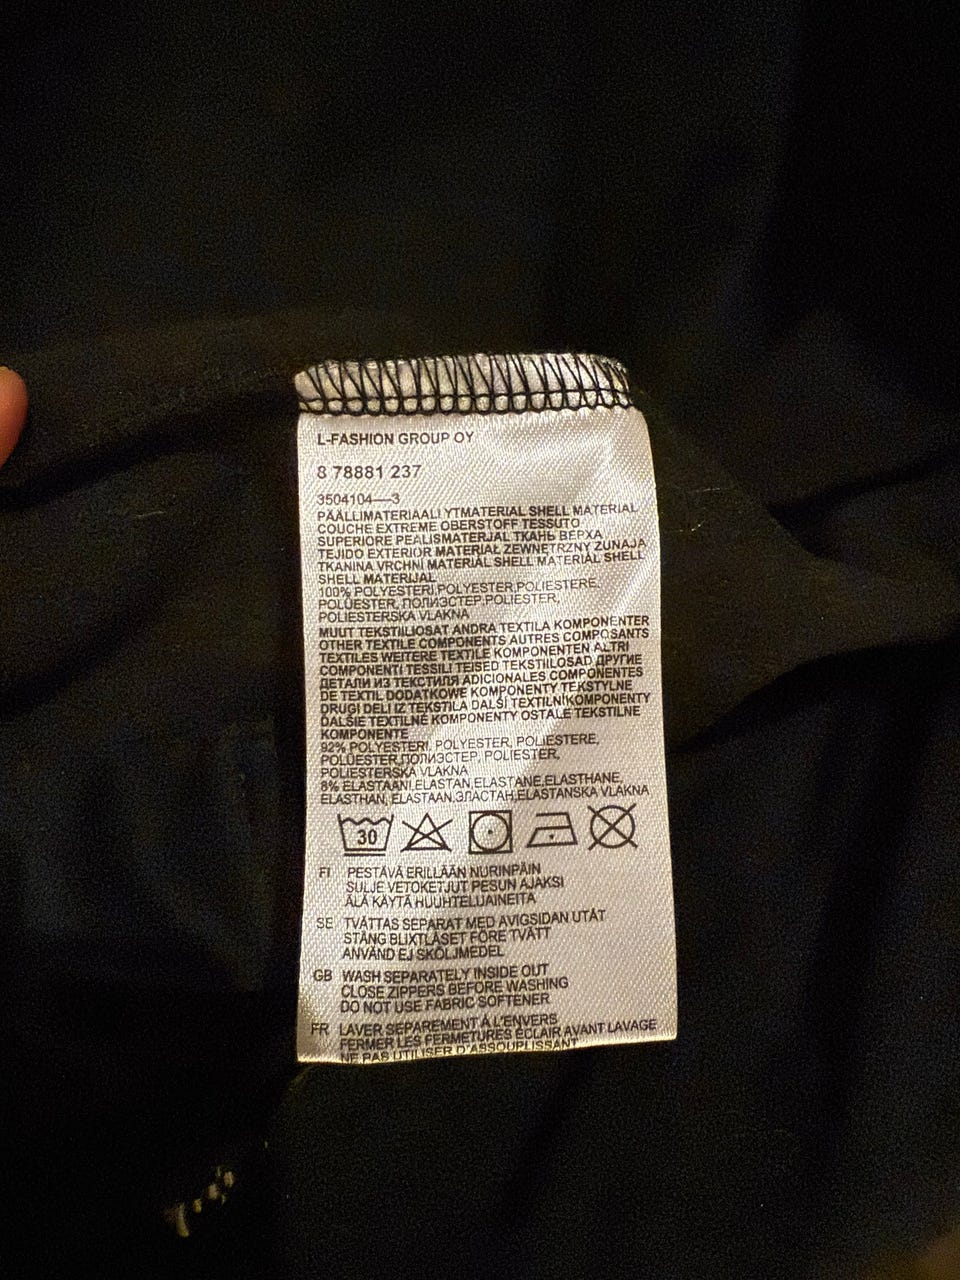 L-FASHION GROUP OY
8 78881 237
3504104—3
PÄÄLLIMATERIAALI YTMATERIAL SHELL MATERIAL
COUCHE EXTREME OBERSTOFF TESSUTO
SUPERIORE PEALISMATERJAL ТКАНЬ ВЕРХА
TEJIDO EXTERIOR MATERIAŁ ZEWNĘTRZNY ZUNAJA
TKANINA VRCHNÍ MATERIÁL SHELL MATERIAL SHELL
SHELL MATERIJAL
100% POLYESTERI,POLYESTER,POLIESTERE,
POLÜESTER, ПОЛИЭСТЕР,POLIESTER,
POLIESTERSKA VLAKNA
MUUT TEKSTIILIOSAT ANDRA TEXTILA KOMPONENTER
OTHER TEXTILE COMPONENTS AUTRES COMPOSANTS
TEXTILES WEITERE TEXTILE KOMPONENTEN ALTRI
COMPONENTI TESSILI TEISED TEKSTIILOSAD ДРУГИЕ
ДЕТАЛИ ИЗ ТЕКСТИЛЯ ADICIONALES COMPONENTES
DE TEXTIL DODATKOWE KOMPONENTY TEKSTYLNE
DRUGI DELI IZ TEKSTILA DALŠÍ TEXTILNÍKOMPONENTY
ĎALŠIE TEXTILNÉ KOMPONENTY OSTALE TEKSTILNE
KOMPONENTE
92% POLYESTERI, POLYESTER, POLIESTERE,
POLÜESTER,ПОЛИЭСТЕР, POLIESTER,
POLIESTERSKA VLAKNA
8% ELASTAANI,ELASTAN,ELASTANE,ELASTHANE,
ELASTHAN, ELASTAAN,ЭЛАСТАН,ELASTANSKA VLAKNA
30
FI PESTÄVÄ ERILLÄÄN NURINPÄIN
SULJE VETOKETJUT PESUN AJAKSI
ÄLÄ KÄYTÄ HUUHTELUAINEITA
SE TVÄTTAS SEPARAT MED AVIGSIDAN UTÅT
STÄNG BLIXTLÅSET FÖRE TVÄTT
ANVÄND EJ SKÖLJMEDEL
GB WASH SEPARATELY INSIDE OUT
CLOSE ZIPPERS BEFORE WASHING
DO NOT USE FABRIC SOFTENER
FR LAVER SEPAREMENT À L'ENVERS
FERMER LES FERMETURES ÉCLAIR AVANT LAVAGE
NE PAS UTILISER D'ASSOUPLISSANT